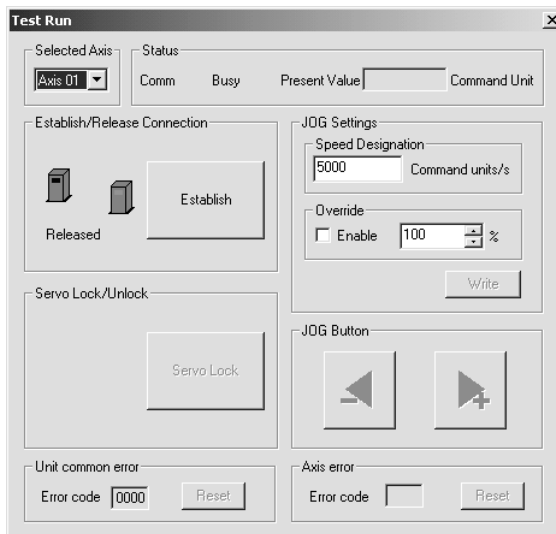 Test Run
Selected Axis
Axis 01
Status
Comm Busy Present Value Command Unit
Establish/Release Connection
Released
Establish
JOG Settings
Speed Designation
5000 Command units/s
Override
Enable 100 %
Write
Servo Lock/Unlock
Servo Lock
JOG Button
Unit common error
Error code 0000 Reset
Axis error
Error code Reset